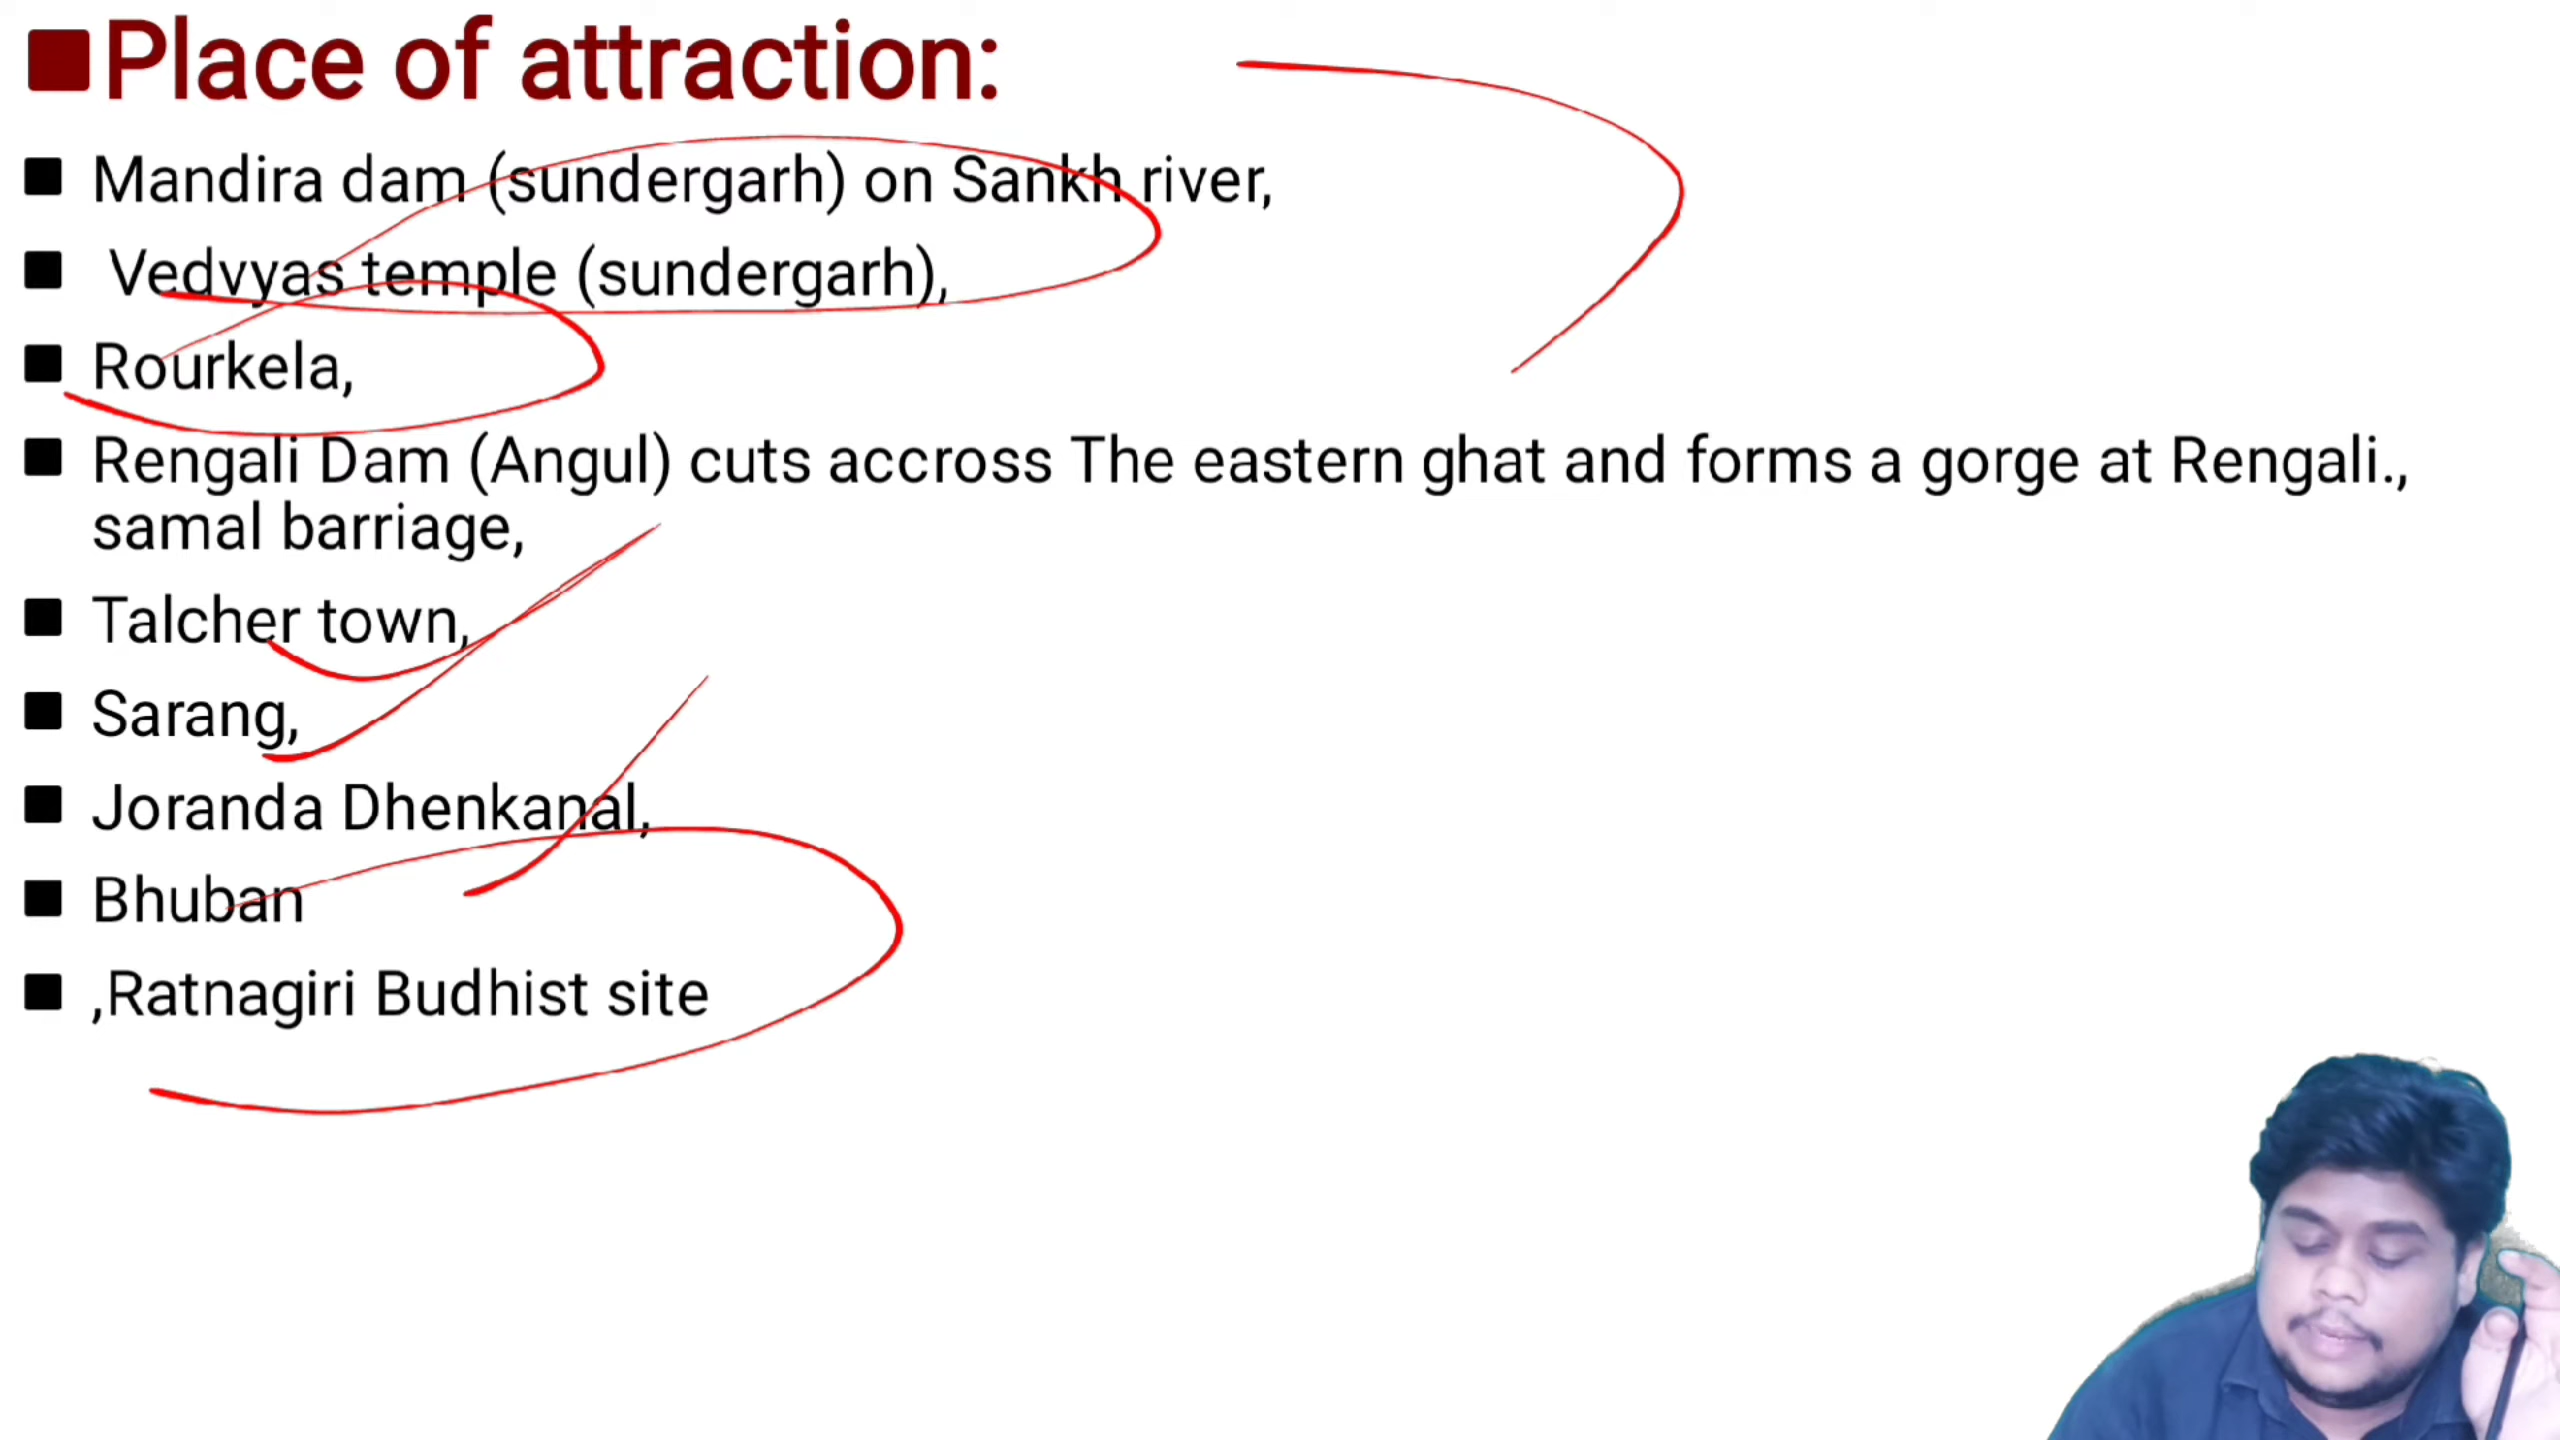 Place of attraction:
Mandira dam (sundergarh) on Sankh river,
Vedvyas temple (sundergarh),
Rourkela,
Rengali Dam (Angul) cuts accross The eastern ghat and forms a gorge at Rengali.,
samal barriage,
Talcher town,
Sarang,
Joranda Dhenkanal,
Bhuban
,Ratnagiri Budhist site